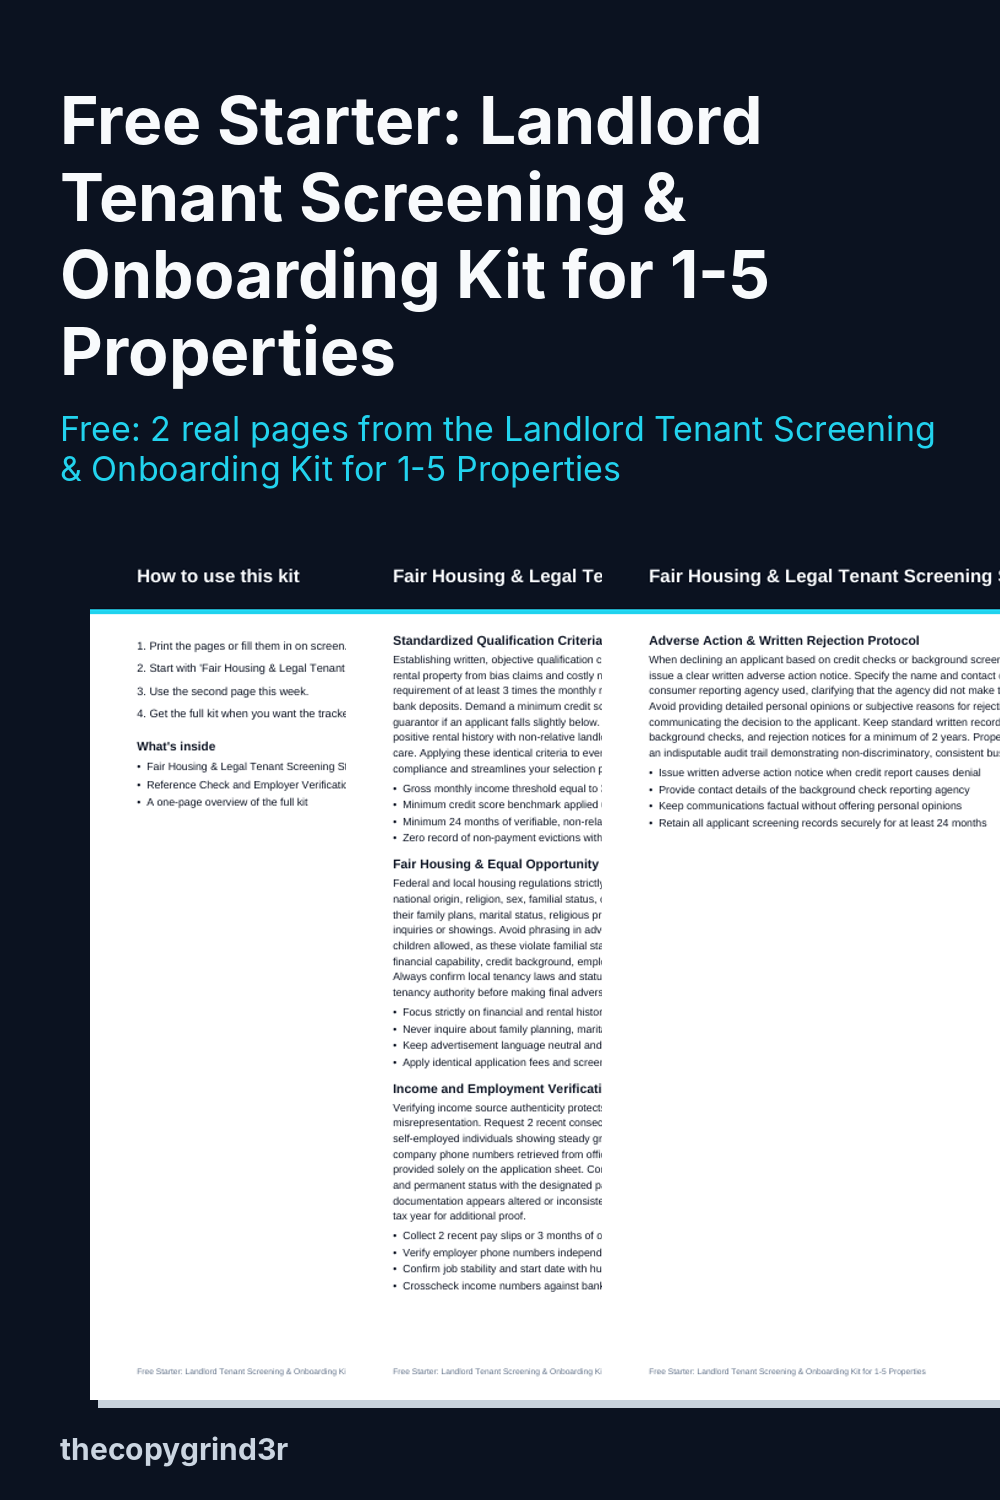 Free Starter: Landlord
Tenant Screening &
Onboarding Kit for 1-5
Properties
Free: 2 real pages from the Landlord Tenant Screening
& Onboarding Kit for 1-5 Properties
How to use this kit
1. Print the pages or fill them in on screen.
2. Start with 'Fair Housing & Legal Tenant
3. Use the second page this week.
4. Get the full kit when you want the tracke
What's inside
• Fair Housing & Legal Tenant Screening
• Reference Check and Employer Verificatio
• A one-page overview of the full kit
Free Starter: Landlord Tenant Screening & Onboarding Ki
Fair Housing & Legal Te
Standardized Qualification Criteria
Establishing written, objective qualification
rental property from bias claims and costly
requirement of at least 3 times the monthly
bank deposits. Demand a minimum credit
guarantor if an applicant falls slightly below.
positive rental history with non-relative landl
care. Applying these identical criteria to ever
compliance and streamlines your selection
• Gross monthly income threshold equal to
• Minimum credit score benchmark applied
• Minimum 24 months of verifiable, non-rela
• Zero record of non-payment evictions with
Fair Housing & Equal Opportunity
Federal and local housing regulations strictly
national origin, religion, sex, familial status,
their family plans, marital status, religious
inquiries or showings. Avoid phrasing in adv
children allowed, as these violate familial
financial capability, credit background, empl
Always confirm local tenancy laws and statu
tenancy authority before making final advers
• Focus strictly on financial and rental histor
• Never inquire about family planning, marit
• Keep advertisement language neutral and
• Apply identical application fees and screen
Income and Employment Verificati
Verifying income source authenticity protects
misrepresentation. Request 2 recent consec
self-employed individuals showing steady
company phone numbers retrieved from offi
provided solely on the application sheet.
and permanent status with the designated
documentation appears altered or inconsiste
tax year for additional proof.
• Collect 2 recent pay slips or 3 months of
• Verify employer phone numbers independ
• Confirm job stability and start date with
• Crosscheck income numbers against bank
Free Starter: Landlord Tenant Screening & Onboarding Ki
Fair Housing & Legal Tenant Screening
Adverse Action & Written Rejection Protocol
When declining an applicant based on credit checks or background screen
issue a clear written adverse action notice. Specify the name and contact
consumer reporting agency used, clarifying that the agency did not make
Avoid providing detailed personal opinions or subjective reasons for reject
communicating the decision to the applicant. Keep standard written record
background checks, and rejection notices for a minimum of 2 years. Prope
an indisputable audit trail demonstrating non-discriminatory, consistent
• Issue written adverse action notice when credit report causes denial
• Provide contact details of the background check reporting agency
• Keep communications factual without offering personal opinions
• Retain all applicant screening records securely for at least 24 months
Free Starter: Landlord Tenant Screening & Onboarding Kit for 1-5 Properties
thecopygrind3r